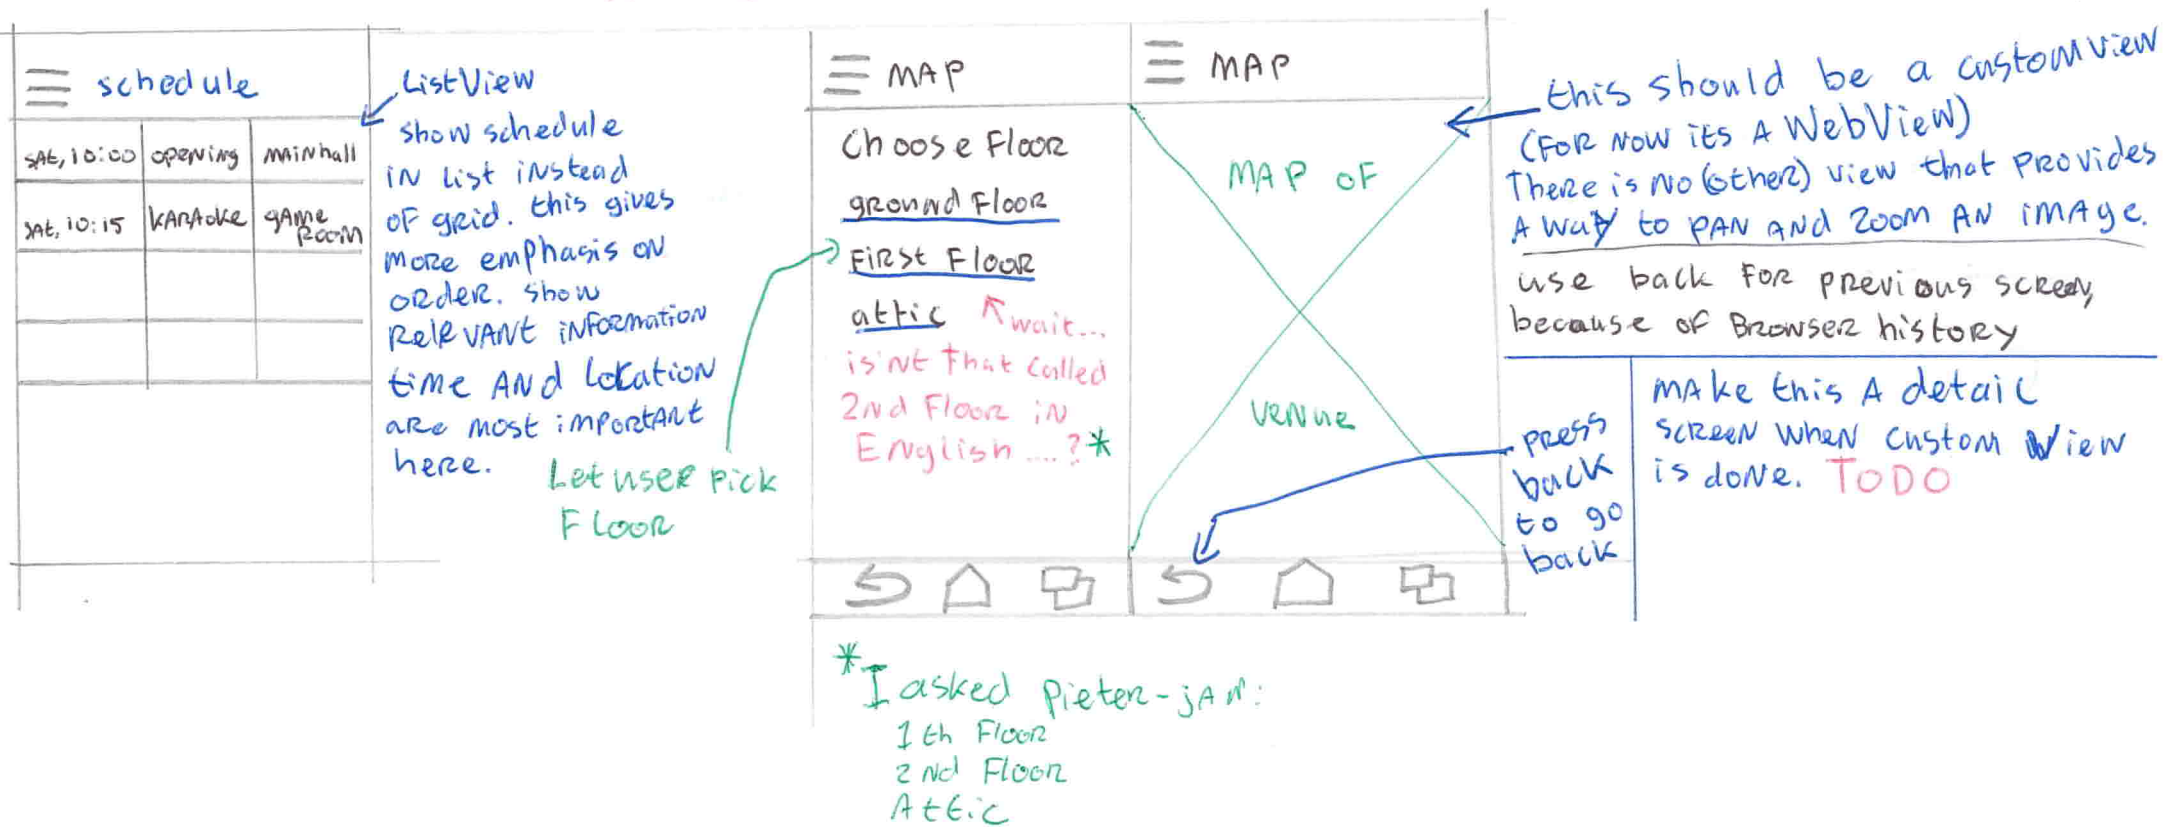 schedule
SAt, 10:00 opening mainhall
SAt, 10:15 KARAOKE gAme Room
ListView
show schedule
in list instead
of grid. this gives
more emphasis on
order. show
Relevant information
time And Location
are most important
here.
Let user pick
Floor
MAP
Choose Floor
ground Floor
First Floor
attic
wait...
is'nt that called
2nd Floor in
English ....?*
MAP
MAP OF
venue
this should be a customview
(For now its A WebView)
There is no (other) view that provides
A way to pan and zoom An image.
use back for previous screen,
because of Browser history
press
back
to go
back
Make this A detail
screen when custom View
is done. TODO
* I asked Pieter-jan:
1th Floor
2nd Floor
Attic